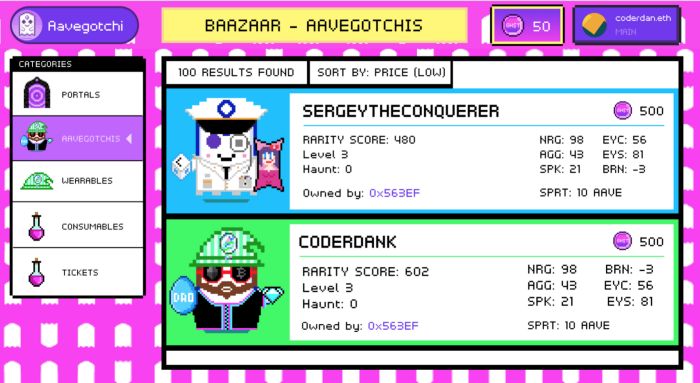 Aavegotchi
BAAZAAR - AAVEGOTCHIS
GHST
50
coderdan.eth
MAIN
CATEGORIES
PORTALS
AAVEGOTCHIS
WEARABLES
CONSUMABLES
TICKETS
100 RESULTS FOUND
SORT BY: PRICE (LOW)
SERGEYTHECONQUERER
500
RARITY SCORE: 480
NRG: 98 EYC: 56
Level 3
AGG: 43 EYS: 81
Haunt: 0
SPK: 21 BRN: -3
Owned by: 0x563EF
SPRT: 10 AAVE
CODERDANK
500
RARITY SCORE: 602
NRG: 98 BRN: -3
Level 3
AGG: 43 EYC: 56
Haunt: 0
SPK: 21 EYS: 81
Owned by: 0x563EF
SPRT: 10 AAVE
DAO